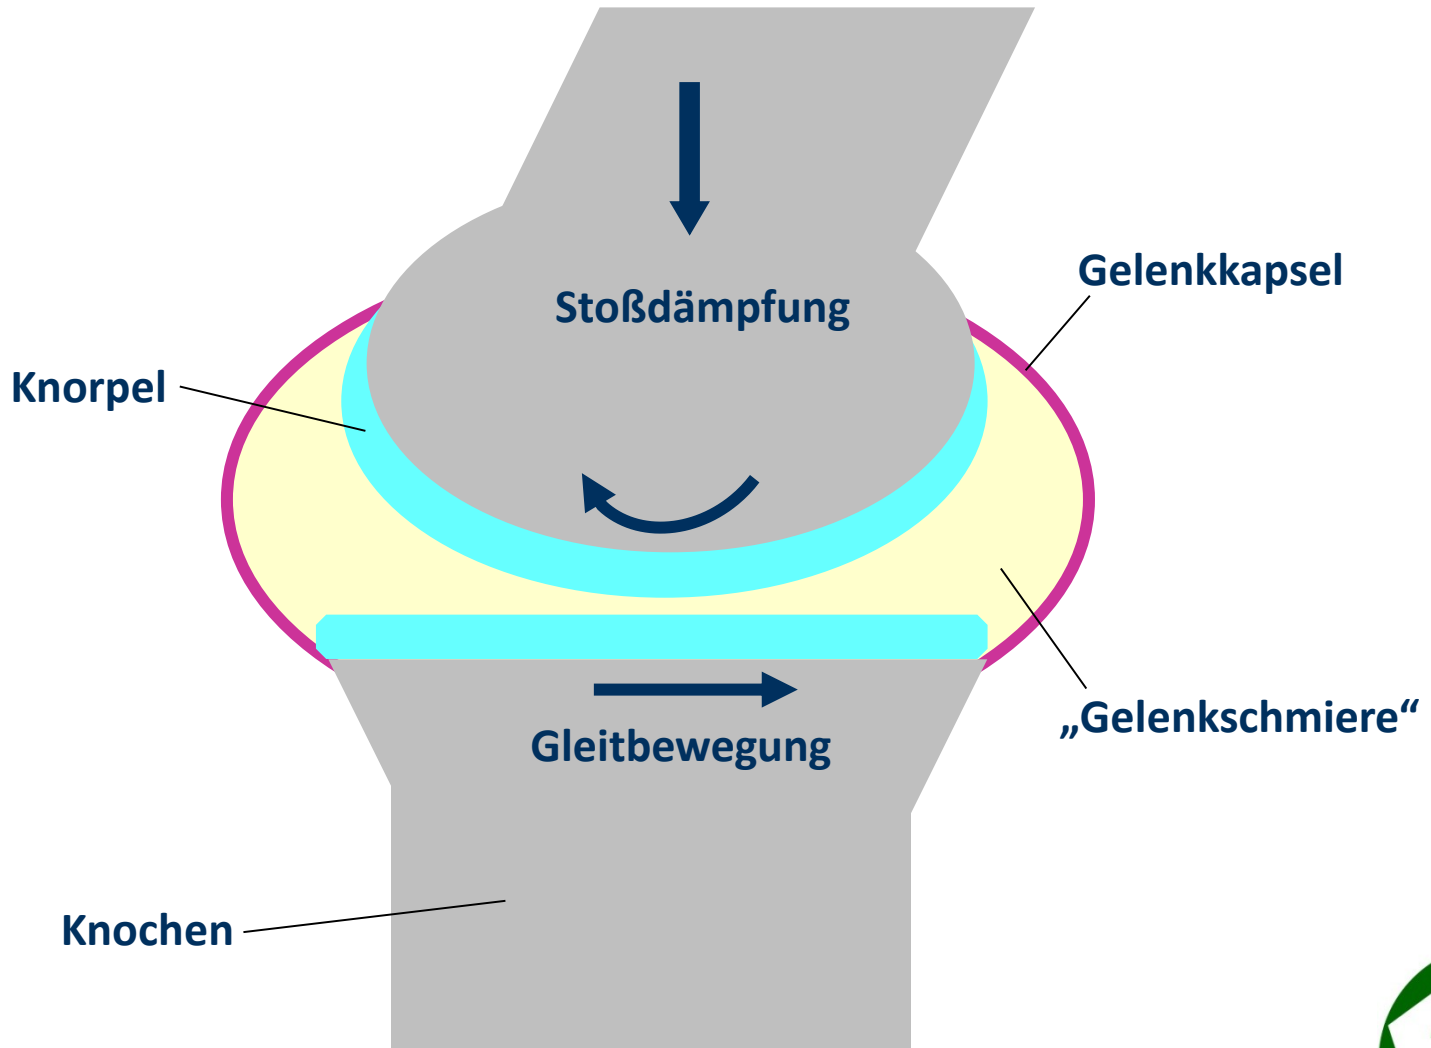 Gelenkkapsel
Stoßdämpfung
Knorpel
„Gelenkschmiere“
Gleitbewegung
Knochen